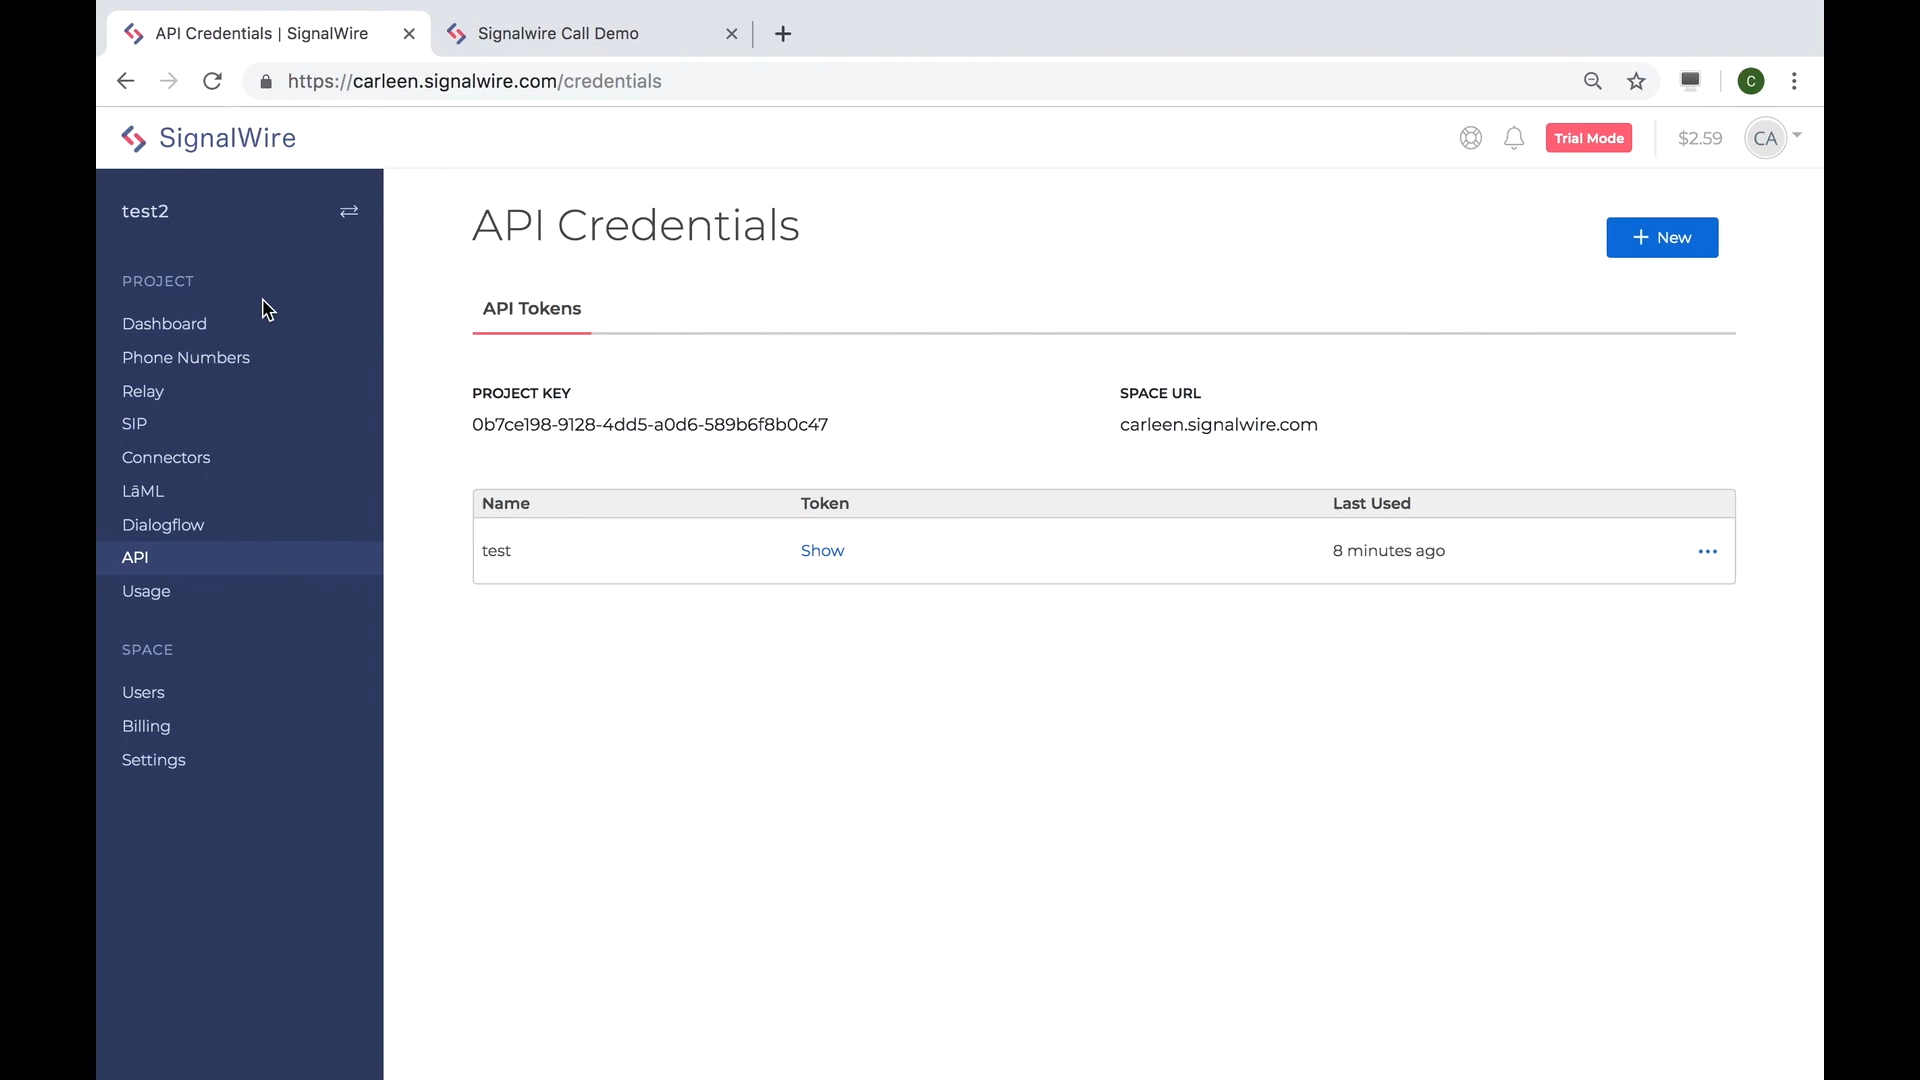 API Credentials | SignalWire
Signalwire Call Demo
https://carleen.signalwire.com/credentials
C
SignalWire
Trial Mode
$2.59
CA
test2
PROJECT
Dashboard
Phone Numbers
Relay
SIP
Connectors
LāML
Dialogflow
API
Usage
SPACE
Users
Billing
Settings
API Credentials
+ New
API Tokens
PROJECT KEY
0b7ce198-9128-4dd5-a0d6-589b6f8b0c47
SPACE URL
carleen.signalwire.com
Name Token Last Used
test Show 8 minutes ago